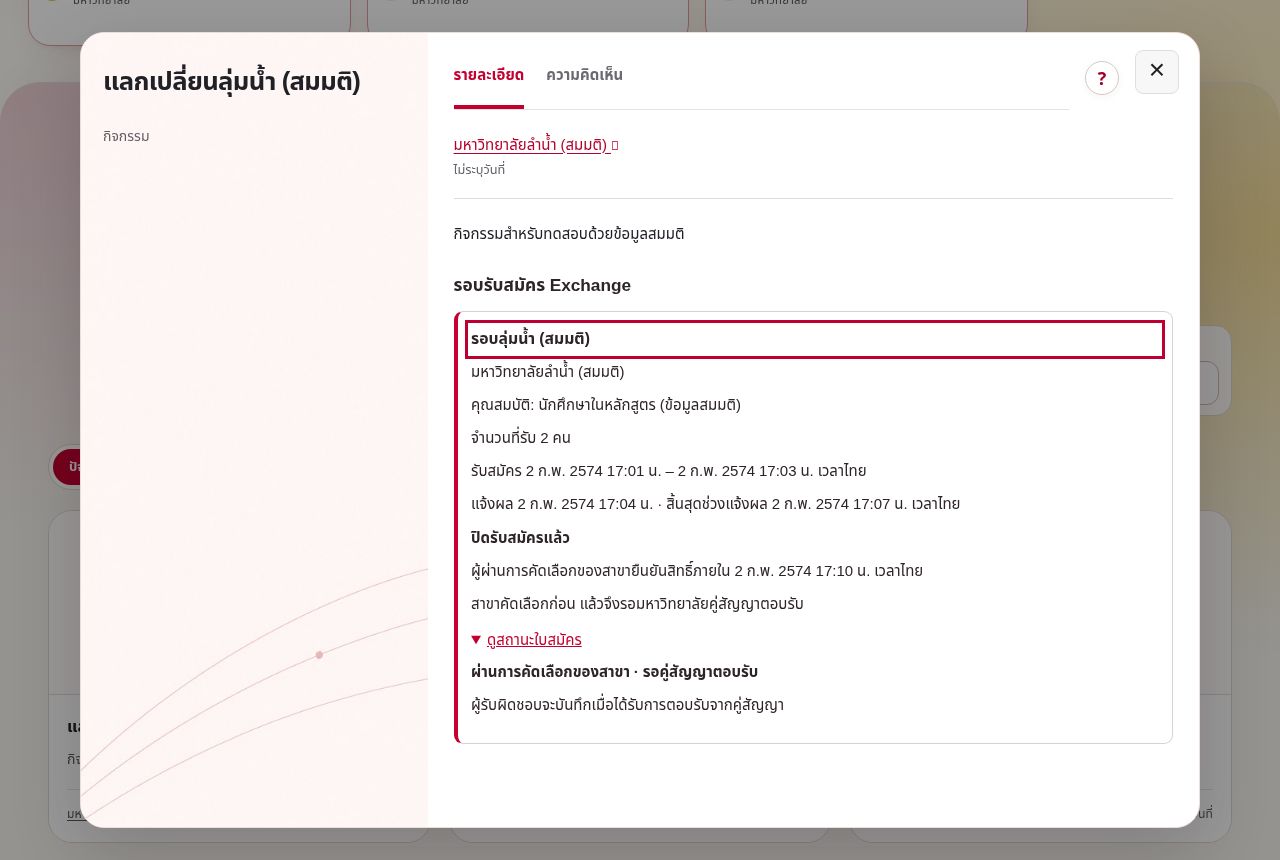 แลกเปลี่ยนลุ่มน้ำ (สมมติ)
กิจกรรม
รายละเอียด
ความคิดเห็น
?
✕
มหาวิทยาลัยลำน้ำ (สมมติ)
ไม่ระบุวันที่
กิจกรรมสำหรับทดสอบด้วยข้อมูลสมมติ
รอบรับสมัคร Exchange
รอบลุ่มน้ำ (สมมติ)
มหาวิทยาลัยลำน้ำ (สมมติ)
คุณสมบัติ: นักศึกษาในหลักสูตร (ข้อมูลสมมติ)
จำนวนที่รับ 2 คน
รับสมัคร 2 ก.พ. 2574 17:01 น. – 2 ก.พ. 2574 17:03 น. เวลาไทย
แจ้งผล 2 ก.พ. 2574 17:04 น. · สิ้นสุดช่วงแจ้งผล 2 ก.พ. 2574 17:07 น. เวลาไทย
ปิดรับสมัครแล้ว
ผู้ผ่านการคัดเลือกของสาขายืนยันสิทธิ์ภายใน 2 ก.พ. 2574 17:10 น. เวลาไทย
สาขาคัดเลือกก่อน แล้วจึงรอมหาวิทยาลัยคู่สัญญาตอบรับ
▼ ดูสถานะใบสมัคร
ผ่านการคัดเลือกของสาขา · รอคู่สัญญาตอบรับ
ผู้รับผิดชอบจะบันทึกเมื่อได้รับการตอบรับจากคู่สัญญา